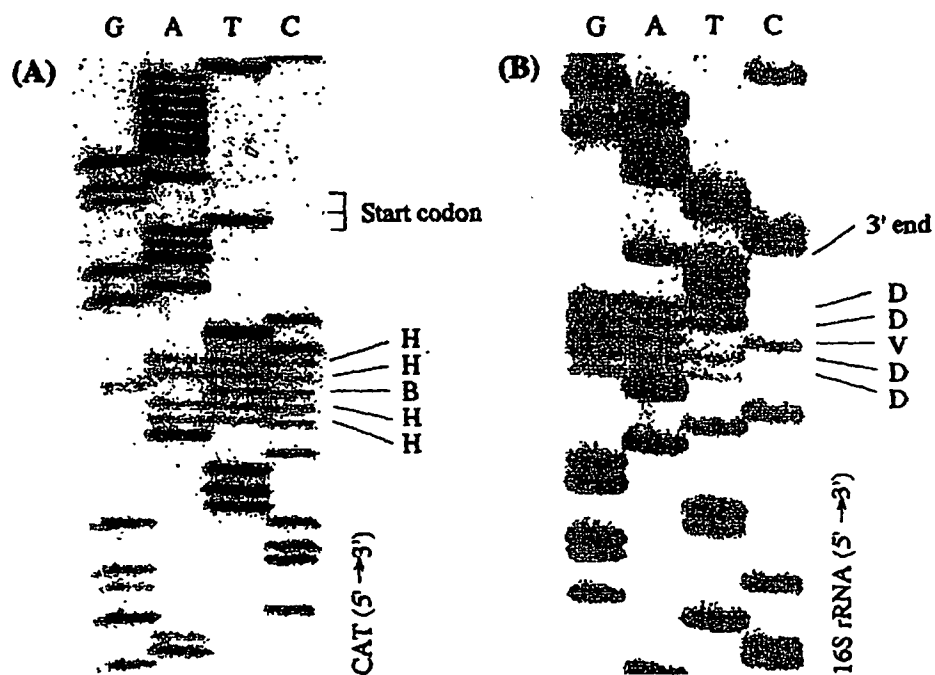 G A T C
(A)
Start codon
H
H
B
H
H
CAT (5' →3')
G A T C
(B)
3' end
D
D
V
D
D
16S rRNA (5' →3')